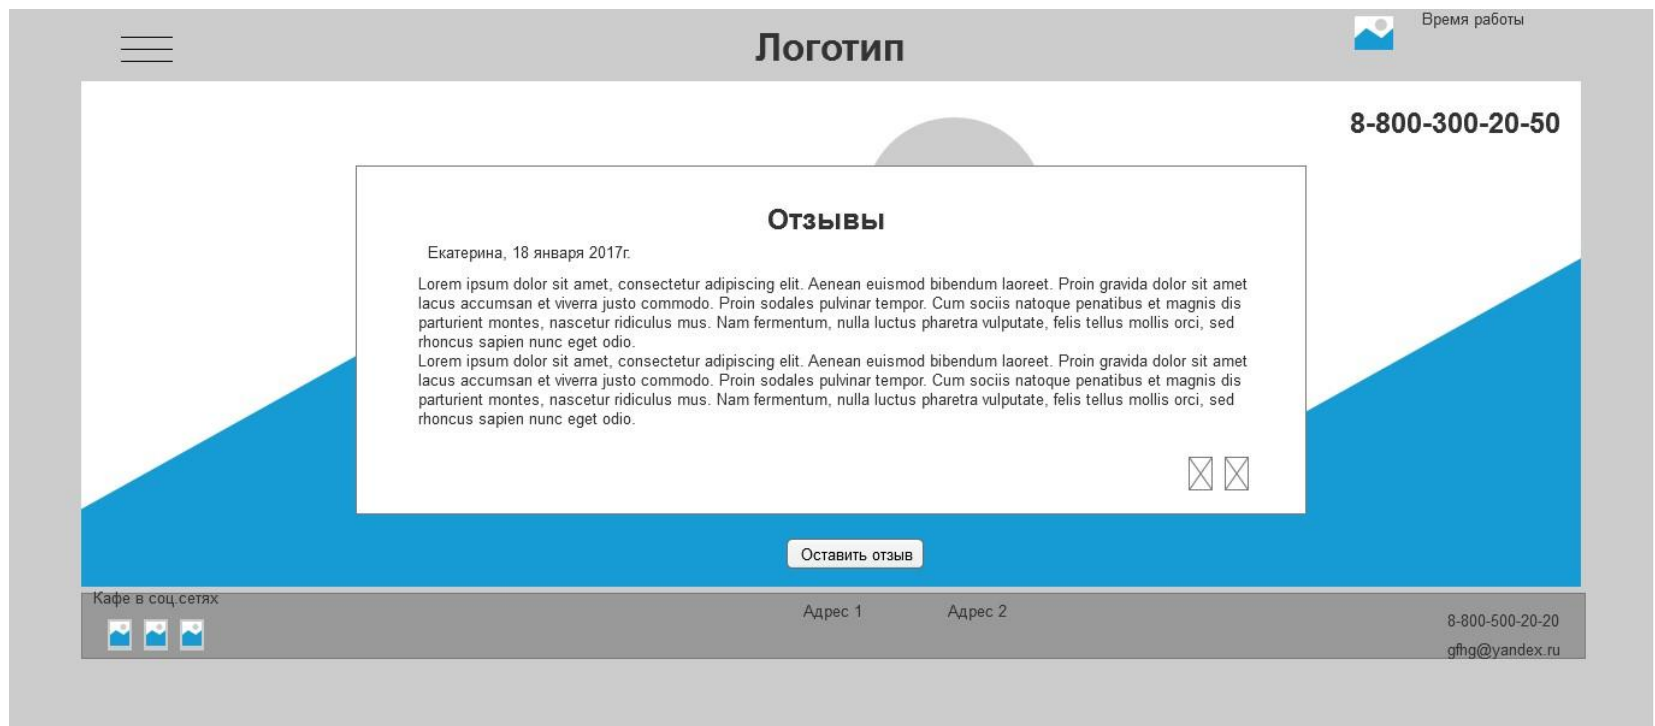 Время работы
Логотип
8-800-300-20-50
Отзывы
Екатерина, 18 января 2017г.
Lorem ipsum dolor sit amet, consectetur adipiscing elit. Aenean euismod bibendum laoreet. Proin gravida dolor sit amet
lacus accumsan et viverra justo commodo. Proin sodales pulvinar tempor. Cum sociis natoque penatibus et magnis dis
parturient montes, nascetur ridiculus mus. Nam fermentum, nulla luctus pharetra vulputate, felis tellus mollis orci, sed
rhoncus sapien nunc eget odio.
Lorem ipsum dolor sit amet, consectetur adipiscing elit. Aenean euismod bibendum laoreet. Proin gravida dolor sit amet
lacus accumsan et viverra justo commodo. Proin sodales pulvinar tempor. Cum sociis natoque penatibus et magnis dis
parturient montes, nascetur ridiculus mus. Nam fermentum, nulla luctus pharetra vulputate, felis tellus mollis orci, sed
rhoncus sapien nunc eget odio.
Оставить отзыв
Кафе в соц.сетях
Адрес 1
Адрес 2
8-800-500-20-20
gfhg@yandex.ru